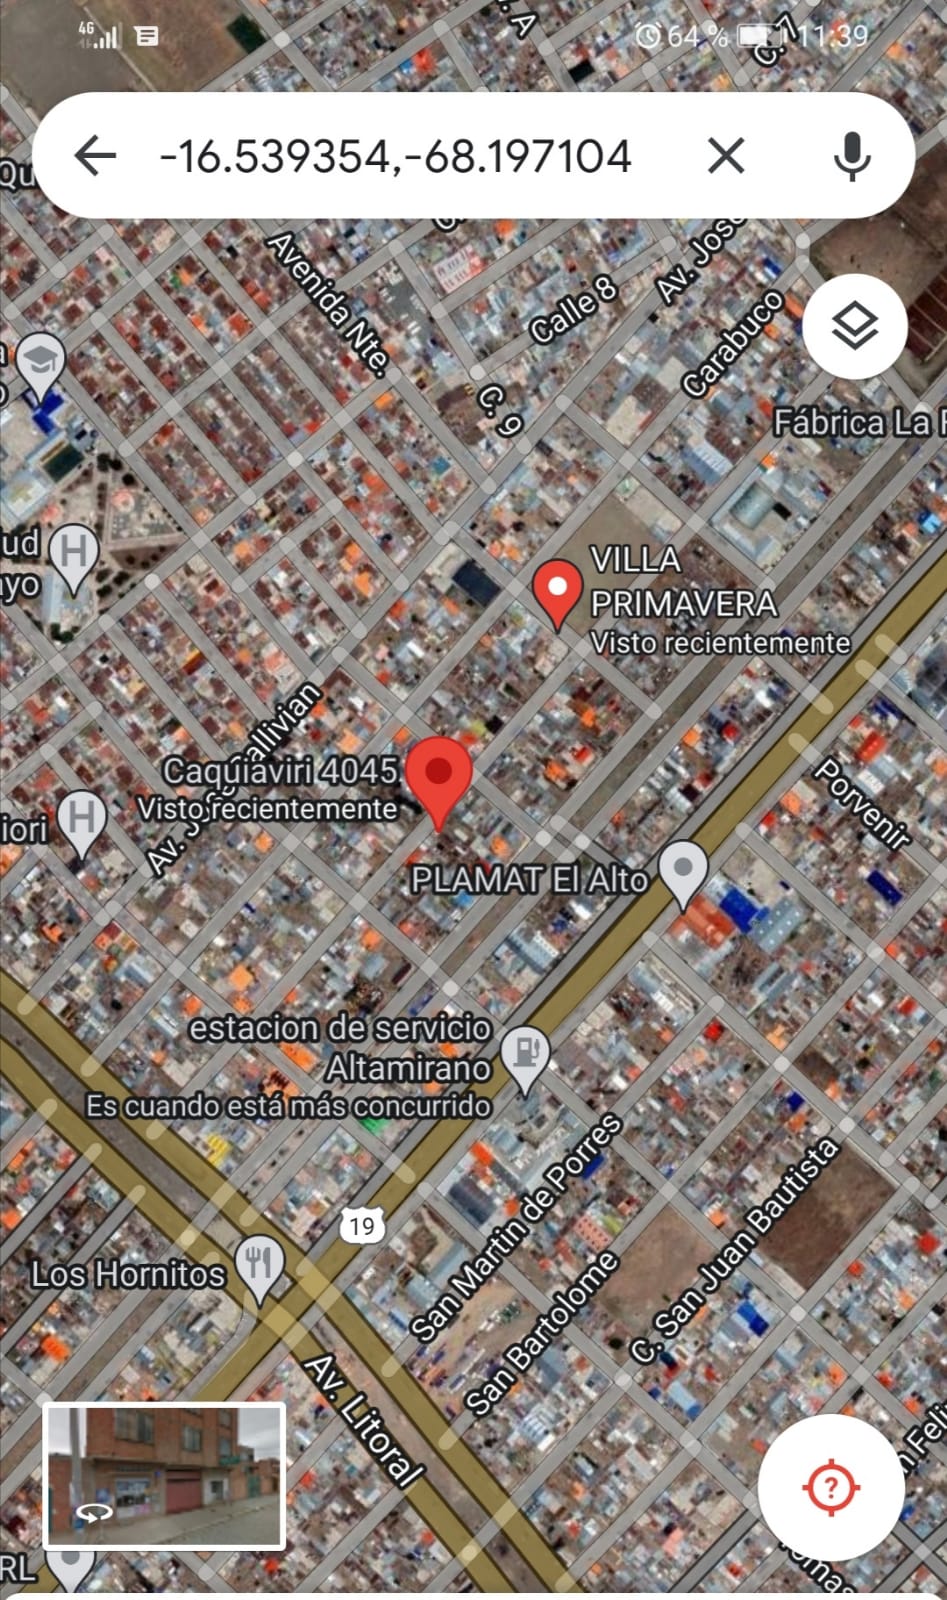 4G 64 % 11:39
-16.539354,-68.197104
C. 7
Avenida Nte.
Calle 8
Carabuco
C. 9
Fábrica La
VILLA
PRIMAVERA
Visto recientemente
Caquiaviri 4045
Visto recientemente
Porvenir
PLAMAT El Alto
estacion de servicio
Altamirano
Es cuando está más concurrido
19
San Martin de Porres
Los Hornitos
C. San Juan Bautista
San Bartolome
Av. Litoral
?